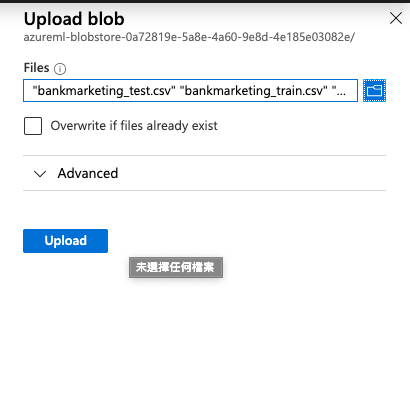 Upload blob
azureml-blobstore-0a72819e-5a8e-4a60-9e8d-4e185e03082e/
Files
"bankmarketing_test.csv" "bankmarketing_train.csv" "...
Overwrite if files already exist
Advanced
Upload
未選擇任何檔案